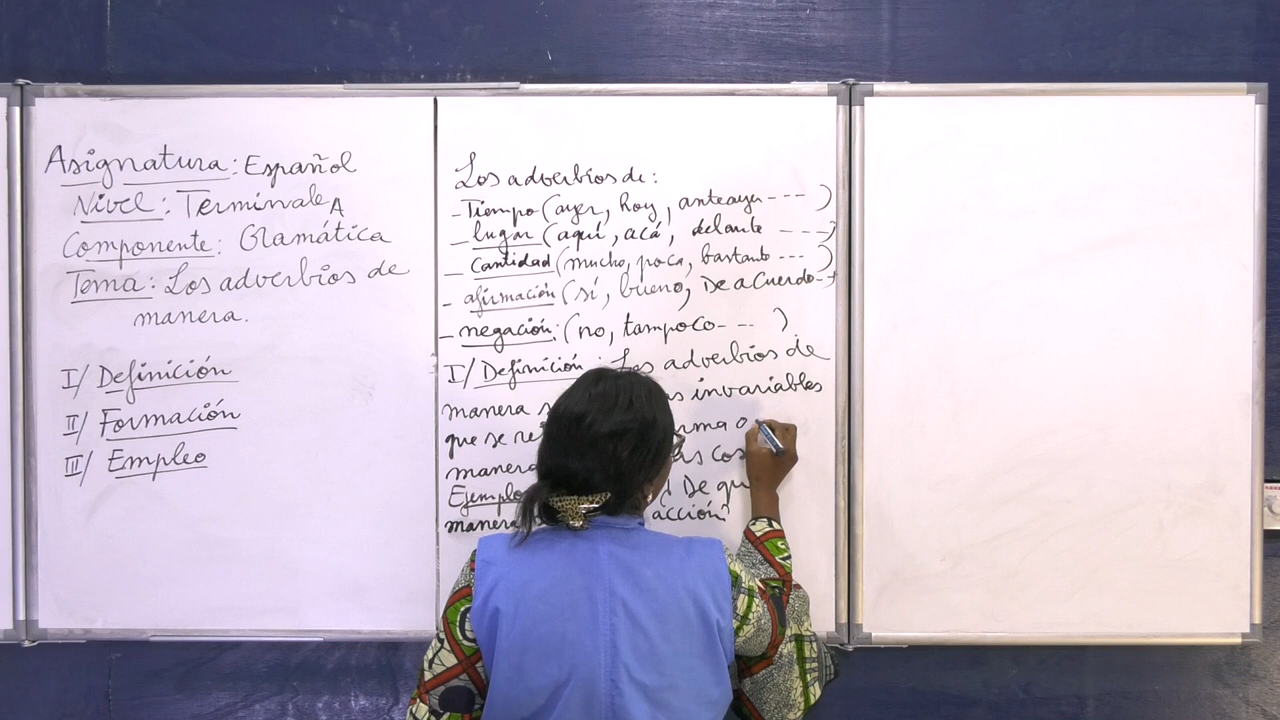 Asignatura: Español
Nivel: Terminale A
Componente: Gramática
Tema: Los adverbios de
manera.
I/ Definición
II/ Formación
III/ Empleo
Los adverbios de:
- Tiempo (ayer, hoy, anteayer - - - )
- lugar (aquí, acá, delante - - - )
- Cantidad (mucho, poca, bastante - - - )
- afirmación (sí, bueno, De acuerdo - )
- negación: (no, tampoco - - - )
I/ Definición: Los adverbios de
manera invariables
que se
manera
De
manera acción?